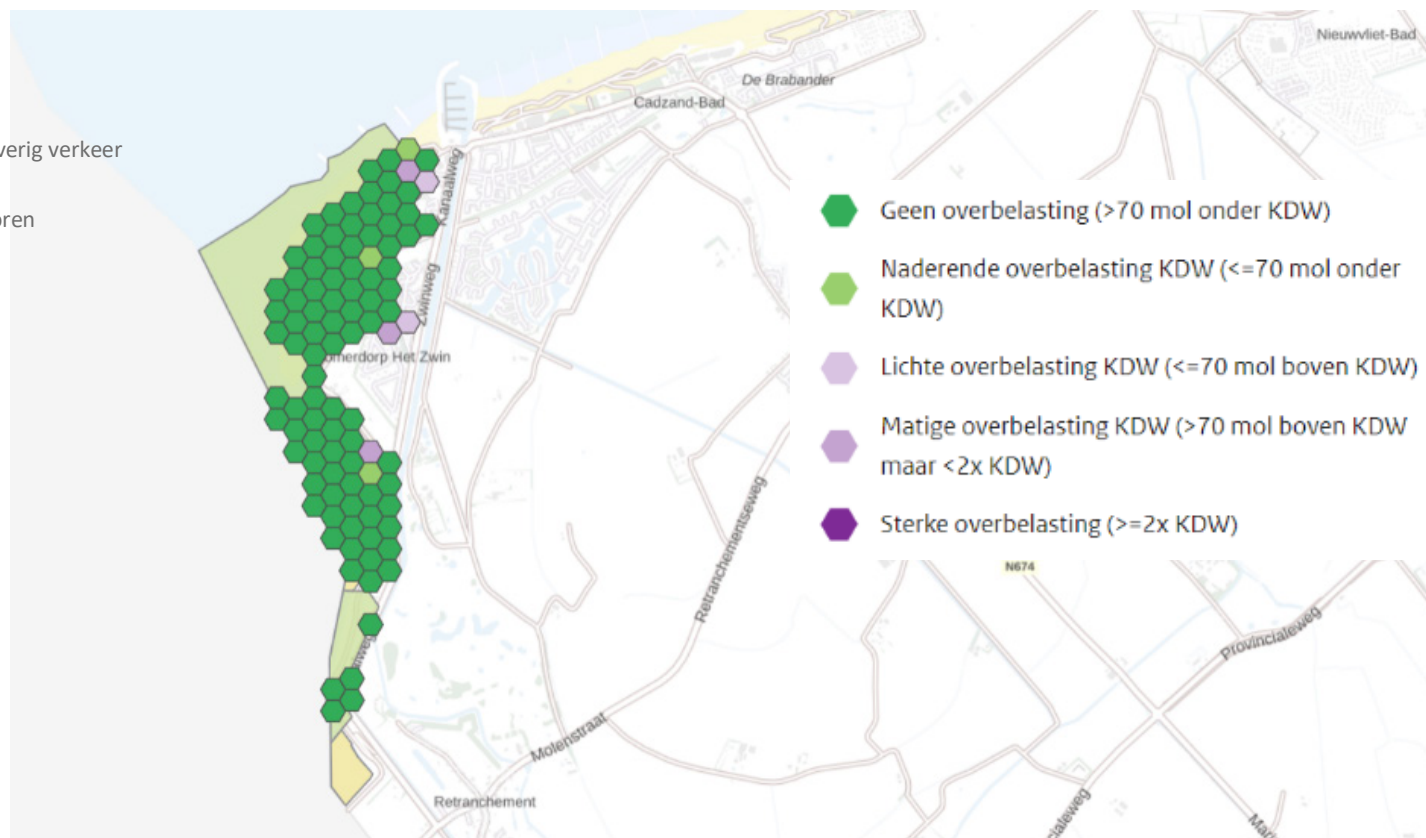 Nieuwvliet-Bad
De Brabander
Cadzand-Bad
verig verkeer
Kanaalweg
oren
Geen overbelasting (>70 mol onder KDW)
Naderende overbelasting KDW (<=70 mol onder
KDW)
Zwinweg
omerdorp Het Zwin
Lichte overbelasting KDW (<=70 mol boven KDW)
Matige overbelasting KDW (>70 mol boven KDW
maar <2x KDW)
Sterke overbelasting (>=2x KDW)
Retranchementseweg
N674
Provincialeweg
Molenstraat
Retranchement
cialeweg